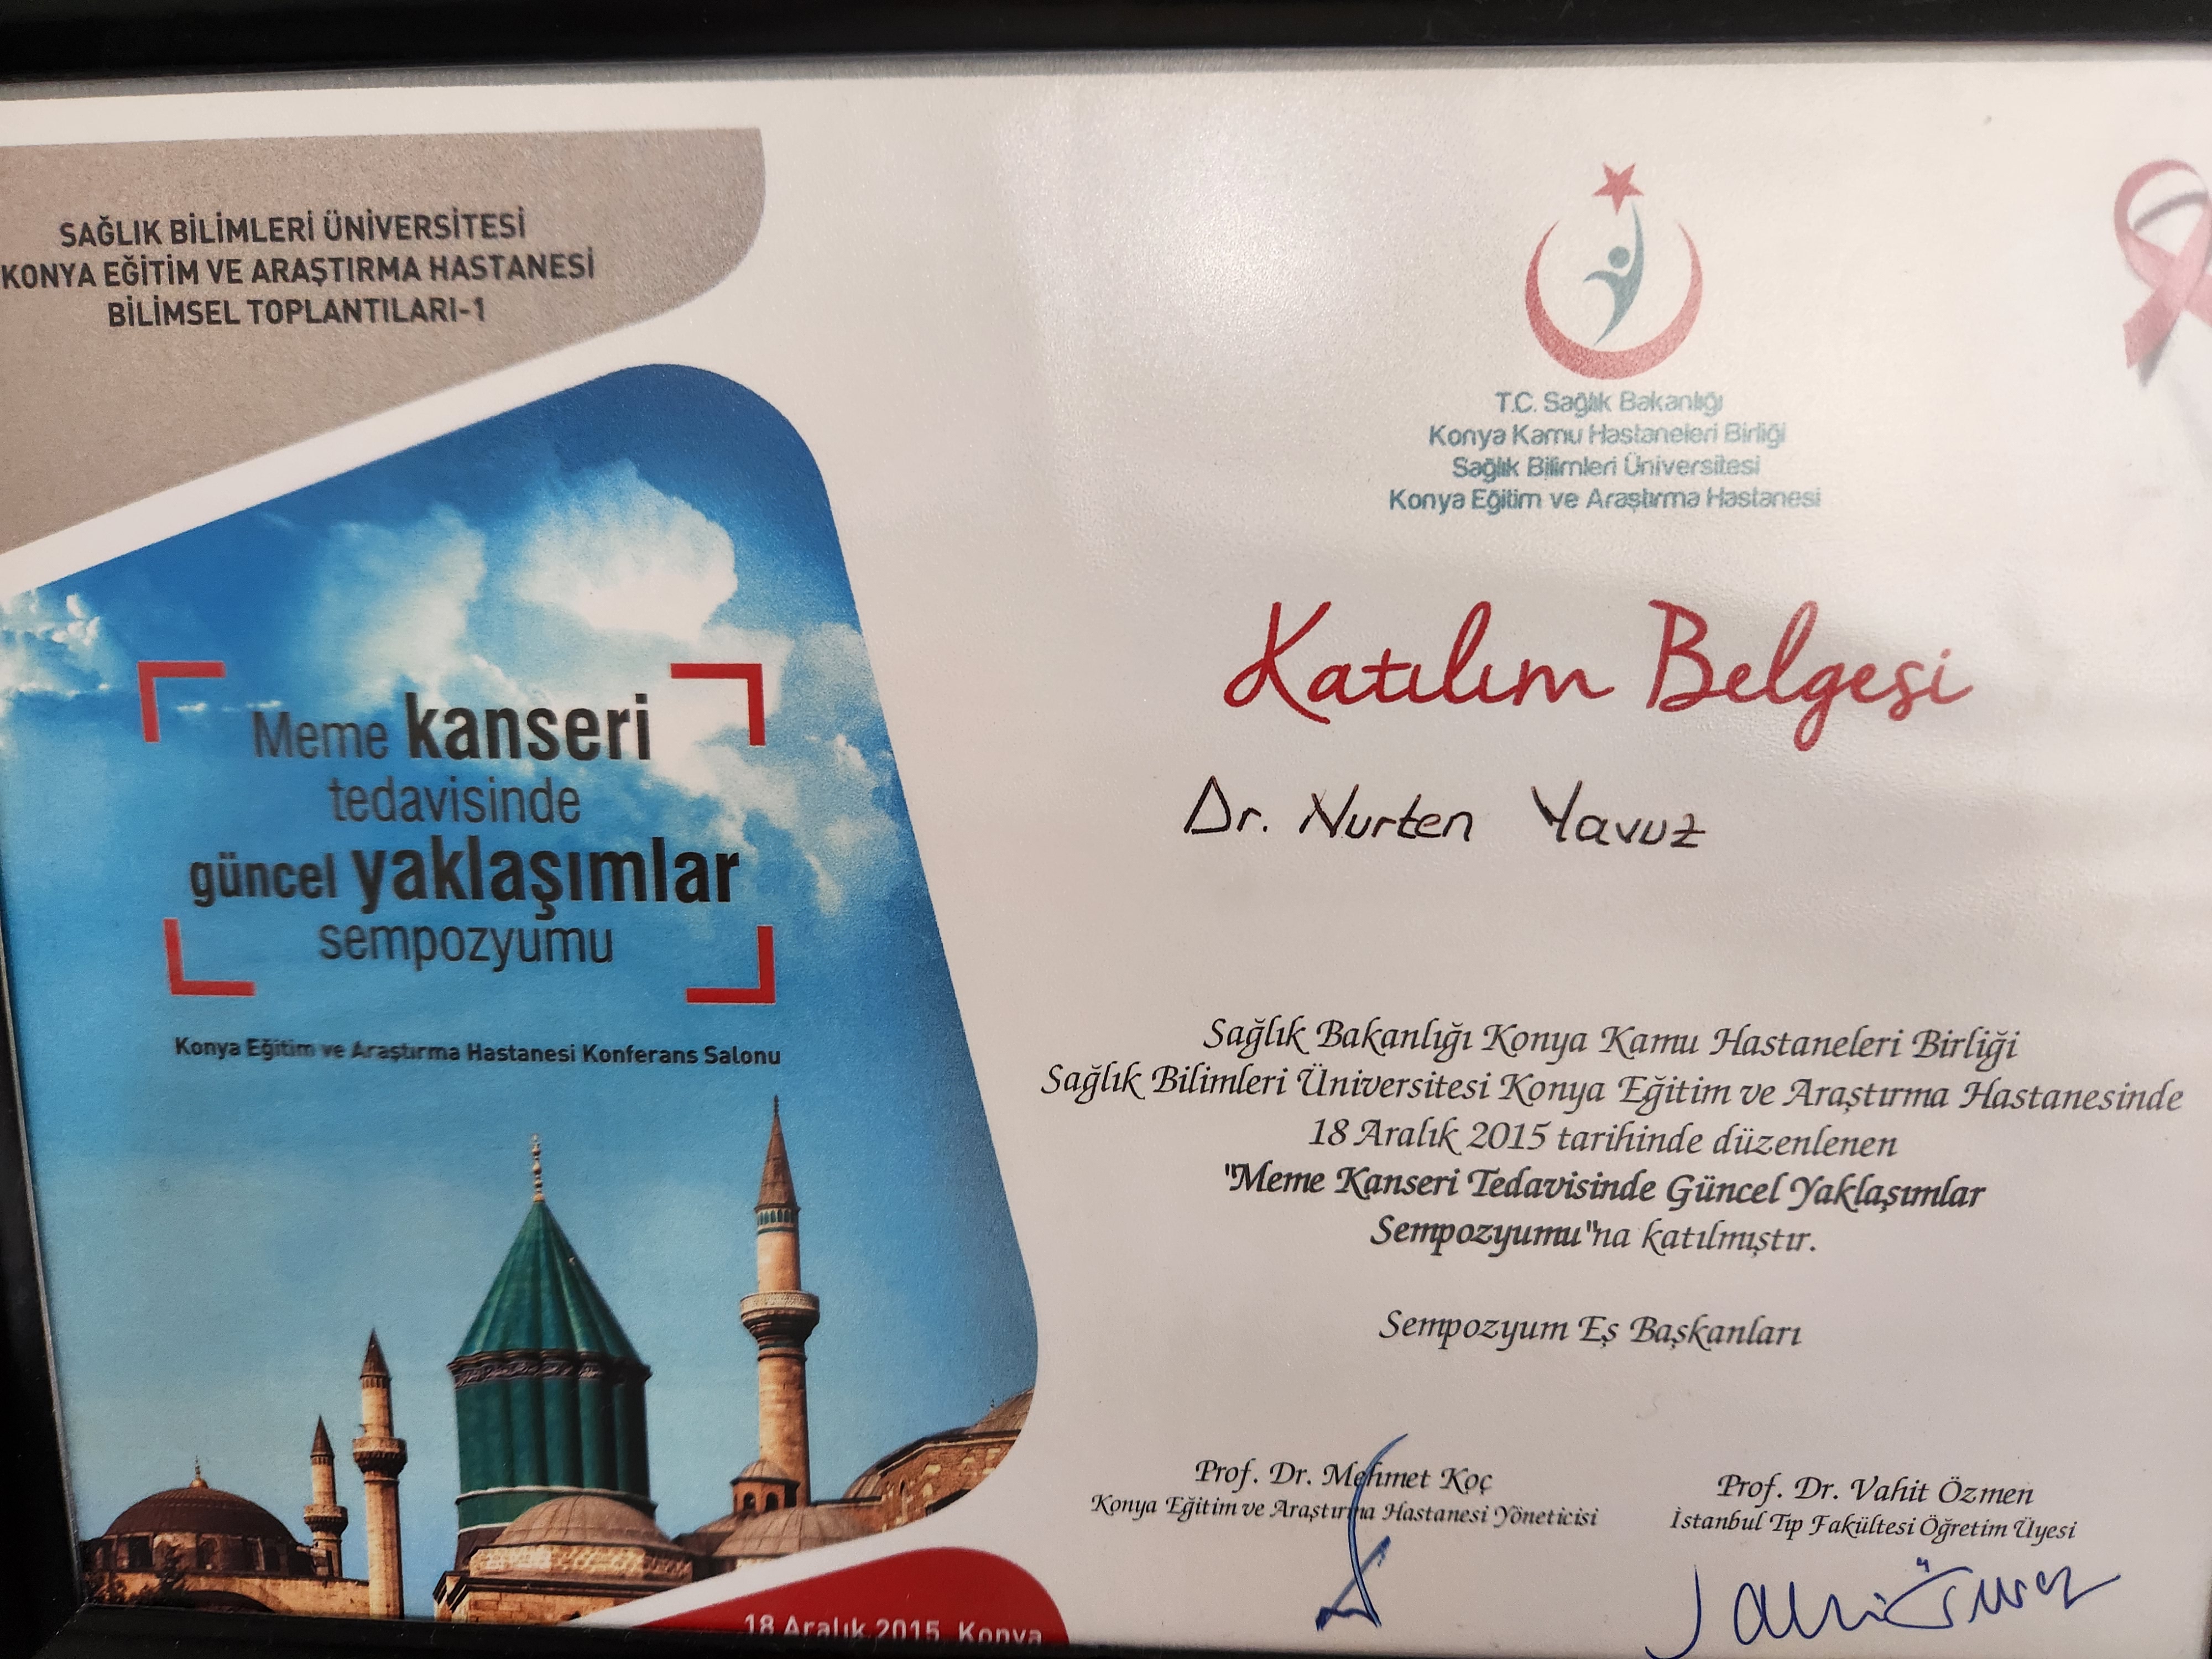 SAĞLIK BİLİMLERİ ÜNİVERSİTESİ
KONYA EĞİTİM VE ARAŞTIRMA HASTANESİ
BİLİMSEL TOPLANTILARI-1
Meme kanseri
tedavisinde
güncel yaklaşımlar
sempozyumu
Konya Eğitim ve Araştırma Hastanesi Konferans Salonu
18 Aralık 2015, Konya
T.C. Sağlık Bakanlığı
Konya Kamu Hastaneleri Birliği
Sağlık Bilimleri Üniversitesi
Konya Eğitim ve Araştırma Hastanesi
Katılım Belgesi
Dr. Nurten Yavuz
Sağlık Bakanlığı Konya Kamu Hastaneleri Birliği
Sağlık Bilimleri Üniversitesi Konya Eğitim ve Araştırma Hastanesinde
18 Aralık 2015 tarihinde düzenlenen
"Meme Kanseri Tedavisinde Güncel Yaklaşımlar
Sempozyumu"na katılmıştır.
Sempozyum Eş Başkanları
Prof. Dr. Mehmet Koç
Konya Eğitim ve Araştırma Hastanesi Yöneticisi
Prof. Dr. Vahit Özmen
İstanbul Tıp Fakültesi Öğretim Üyesi